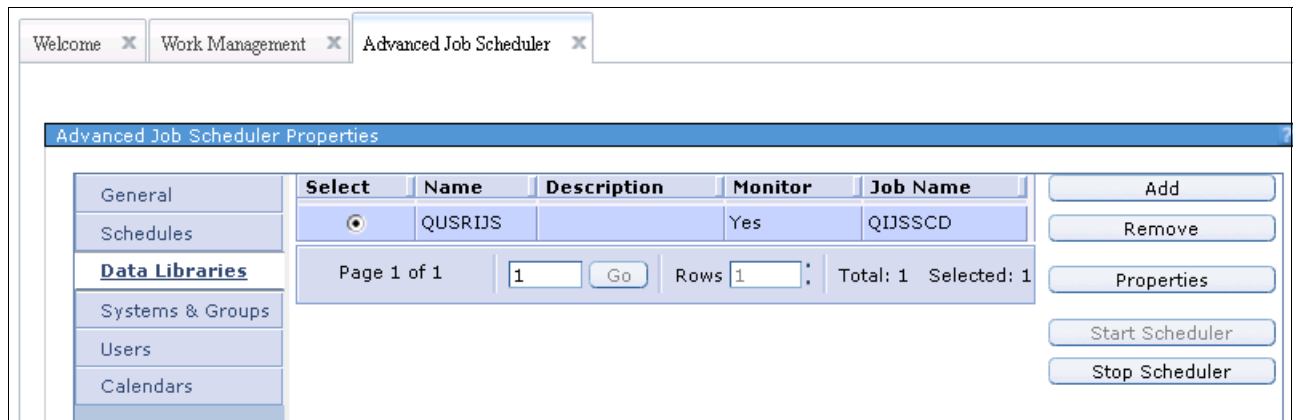 Welcome Work Management Advanced Job Scheduler
Advanced Job Scheduler Properties ?
General
Schedules
Data Libraries
Systems & Groups
Users
Calendars
Select Name Description Monitor Job Name
QUSRIJS Yes QIJSSCD
Page 1 of 1 1 Go Rows 1 Total: 1 Selected: 1
Add
Remove
Properties
Start Scheduler
Stop Scheduler